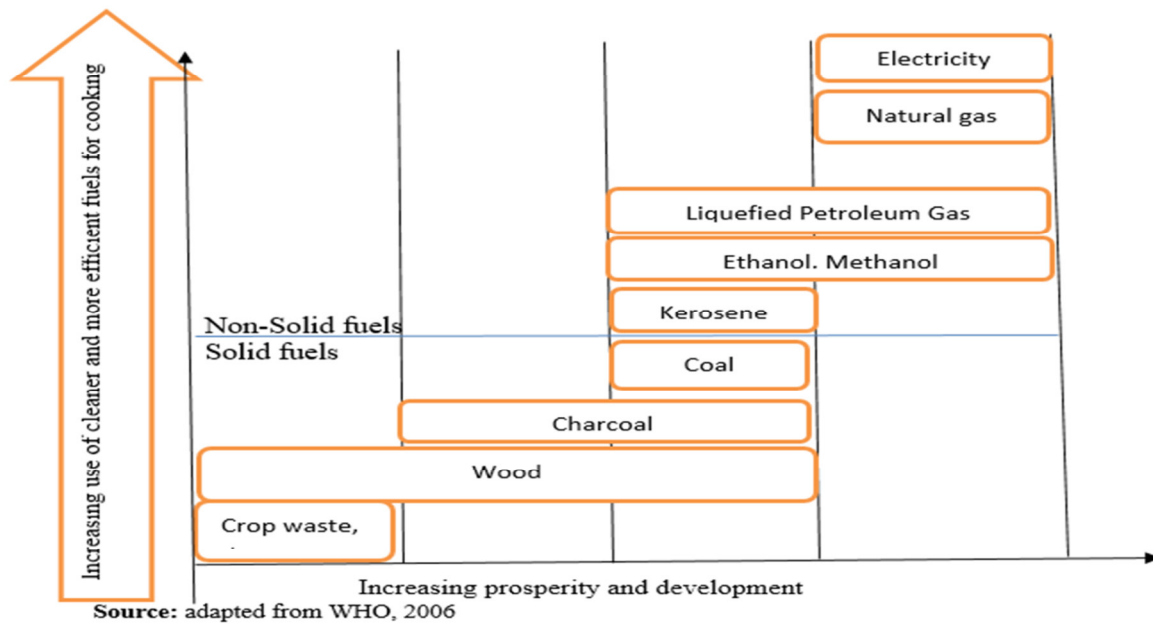 Increasing use of cleaner and more efficient fuels for cooking
Electricity
Natural gas
Liquefied Petroleum Gas
Ethanol. Methanol
Kerosene
Non-Solid fuels
Solid fuels
Coal
Charcoal
Wood
Crop waste,
Increasing prosperity and development
Source: adapted from WHO, 2006